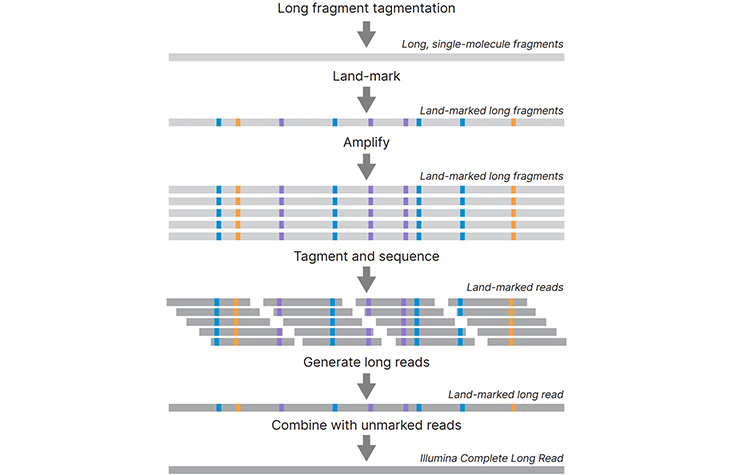 Long fragment tagmentation
Long, single-molecule fragments
Land-mark
Land-marked long fragments
Amplify
Land-marked long fragments
Tagment and sequence
Land-marked reads
Generate long reads
Land-marked long read
Combine with unmarked reads
Illumina Complete Long Read